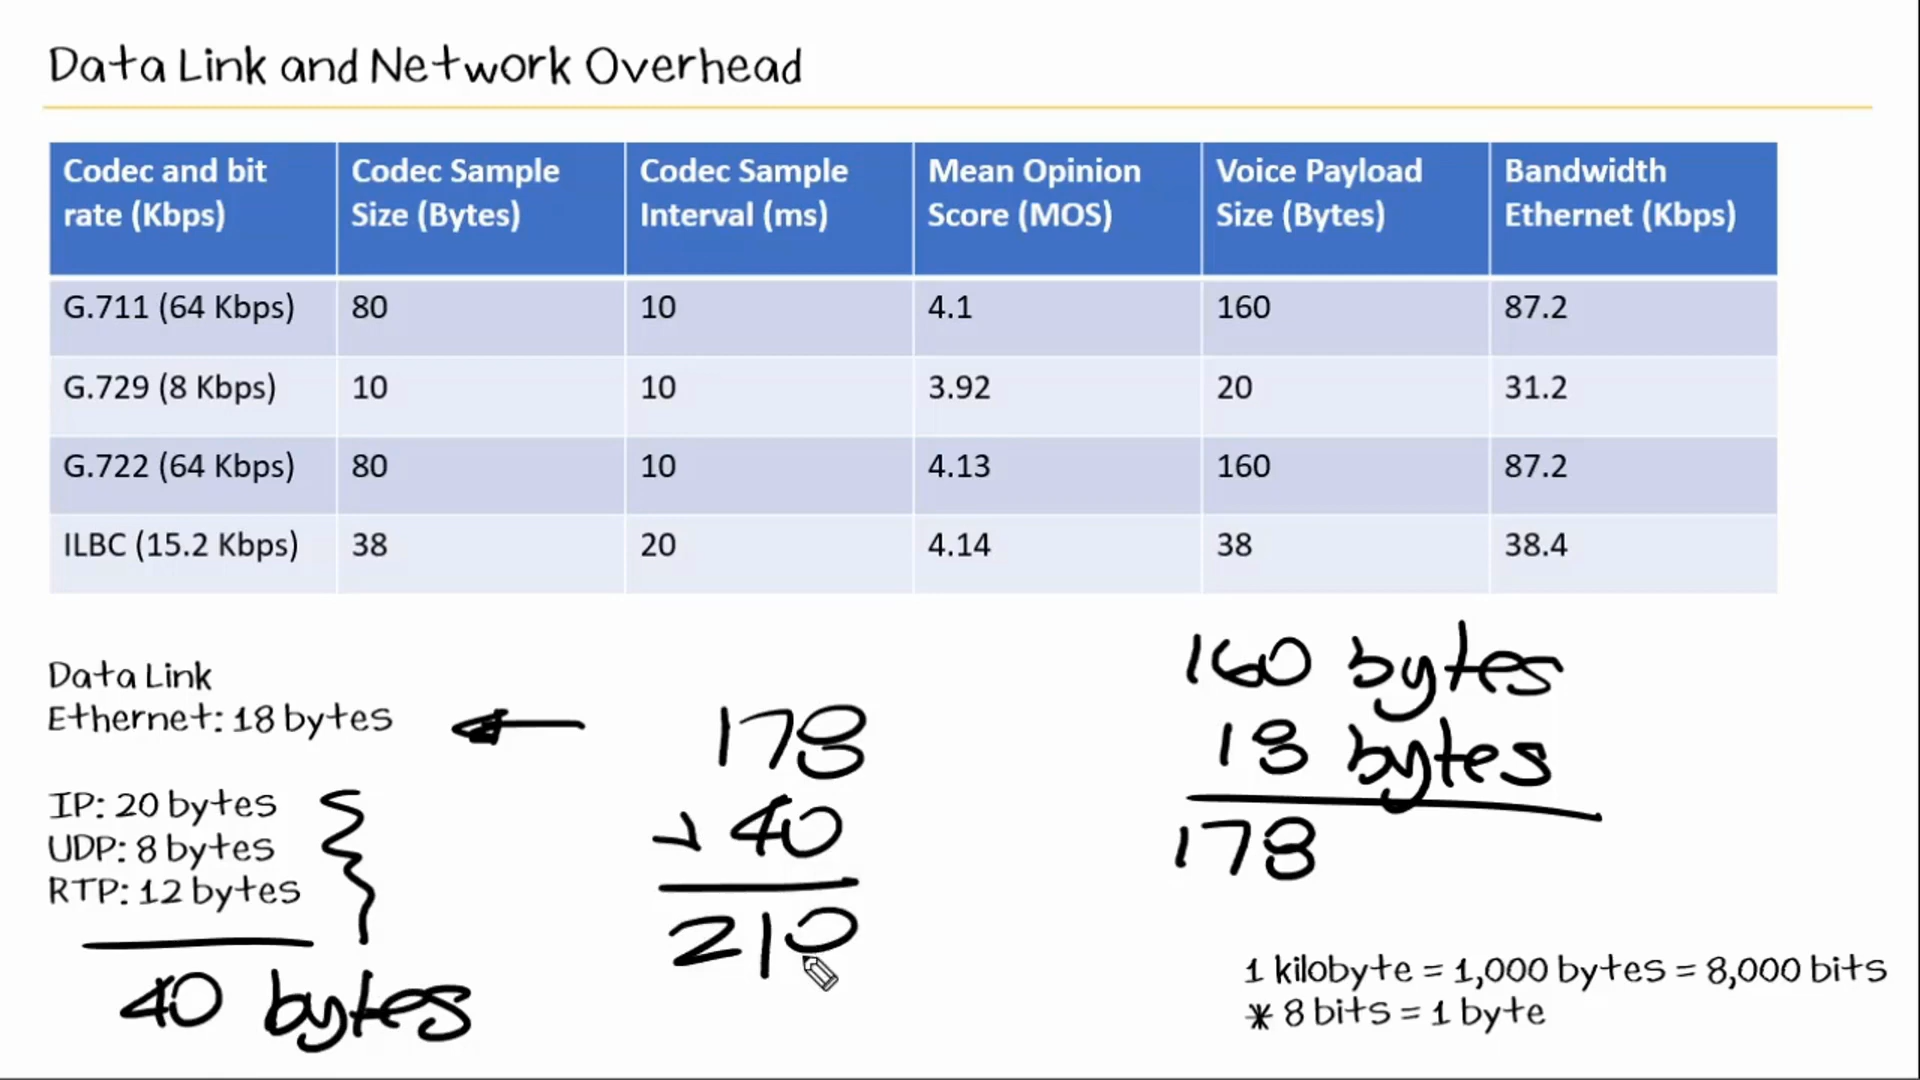 Data Link and Network Overhead
Codec and bit rate (Kbps) Codec Sample Size (Bytes) Codec Sample Interval (ms) Mean Opinion Score (MOS) Voice Payload Size (Bytes) Bandwidth Ethernet (Kbps)
G.711 (64 Kbps) 80 10 4.1 160 87.2
G.729 (8 Kbps) 10 10 3.92 20 31.2
G.722 (64 Kbps) 80 10 4.13 160 87.2
ILBC (15.2 Kbps) 38 20 4.14 38 38.4
Data Link
Ethernet: 18 bytes
IP: 20 bytes
UDP: 8 bytes
RTP: 12 bytes
40 bytes
178
+ 40
210
160 bytes
18 bytes
178
1 kilobyte = 1,000 bytes = 8,000 bits
* 8 bits = 1 byte